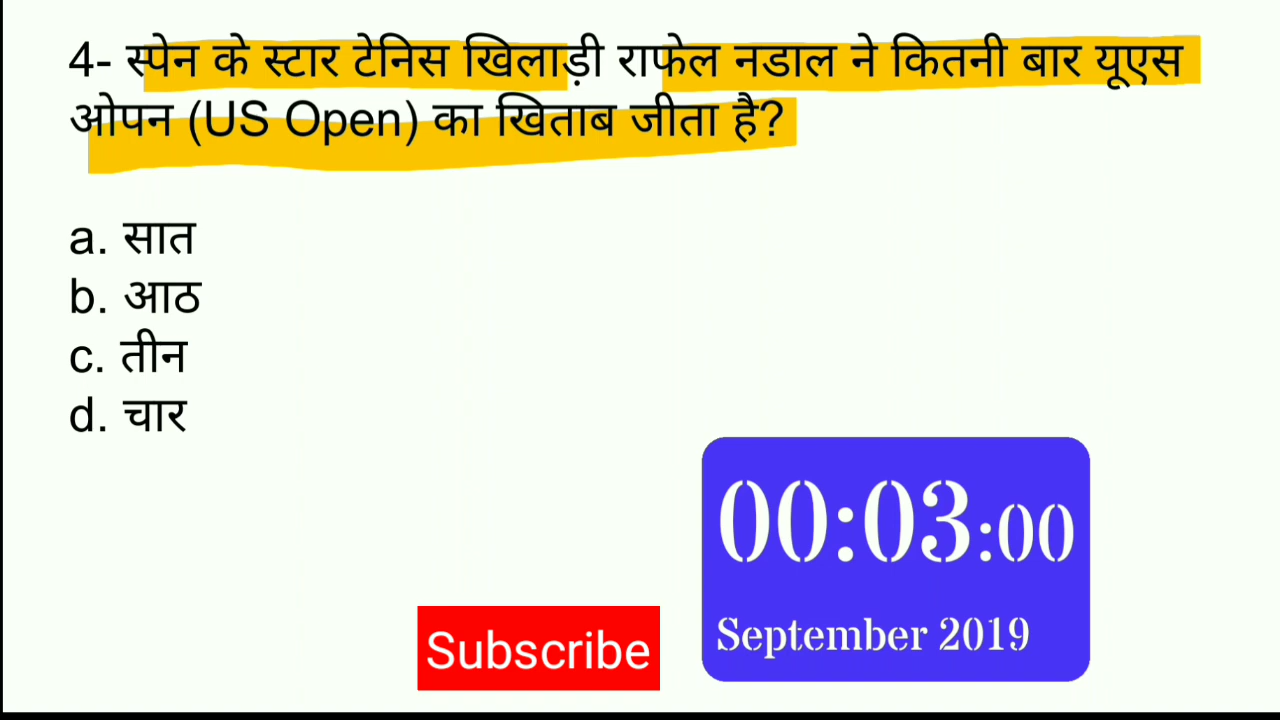 4- स्पेन के स्टार टेनिस खिलाड़ी राफेल नडाल ने कितनी बार यूएस
ओपन (US Open) का खिताब जीता है?
a. सात
b. आठ
c. तीन
d. चार
00:03:00
September 2019
Subscribe